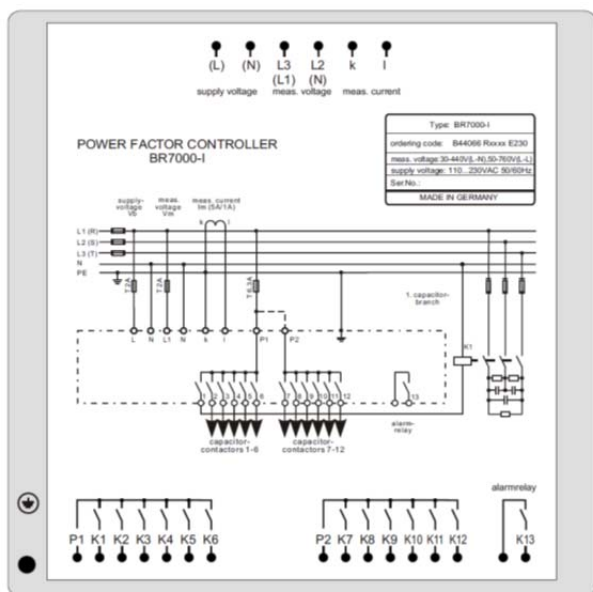 (L) (N) L3 L2 k l
(L1) (N)
supply voltage meas. voltage meas. current
POWER FACTOR CONTROLLER
BR7000-I
Type: BR7000-I
ordering code: B44066 Rxxxx E230
meas. voltage: 30-440V(L-N),50-760V(L-L)
supply voltage: 110...230VAC 50/60Hz
Ser.No.:
MADE IN GERMANY
supply-
voltage
Vs
meas.
voltage
Vm
meas. current
Im (5A/1A)
k l
L1 (R)
L2 (S)
L3 (T)
N
PE
T 2A
T 2A
T 6,3A
1. capacitor-
branch
L N L1 N k l P1 P2
K1
1 2 3 4 5 6 7 8 9 10 11 12 13
capacitor-
contactors 1-6
capacitor-
contactors 7-12
alarm-
relay
alarmrelay
P1 K1 K2 K3 K4 K5 K6 P2 K7 K8 K9 K10 K11 K12 K13